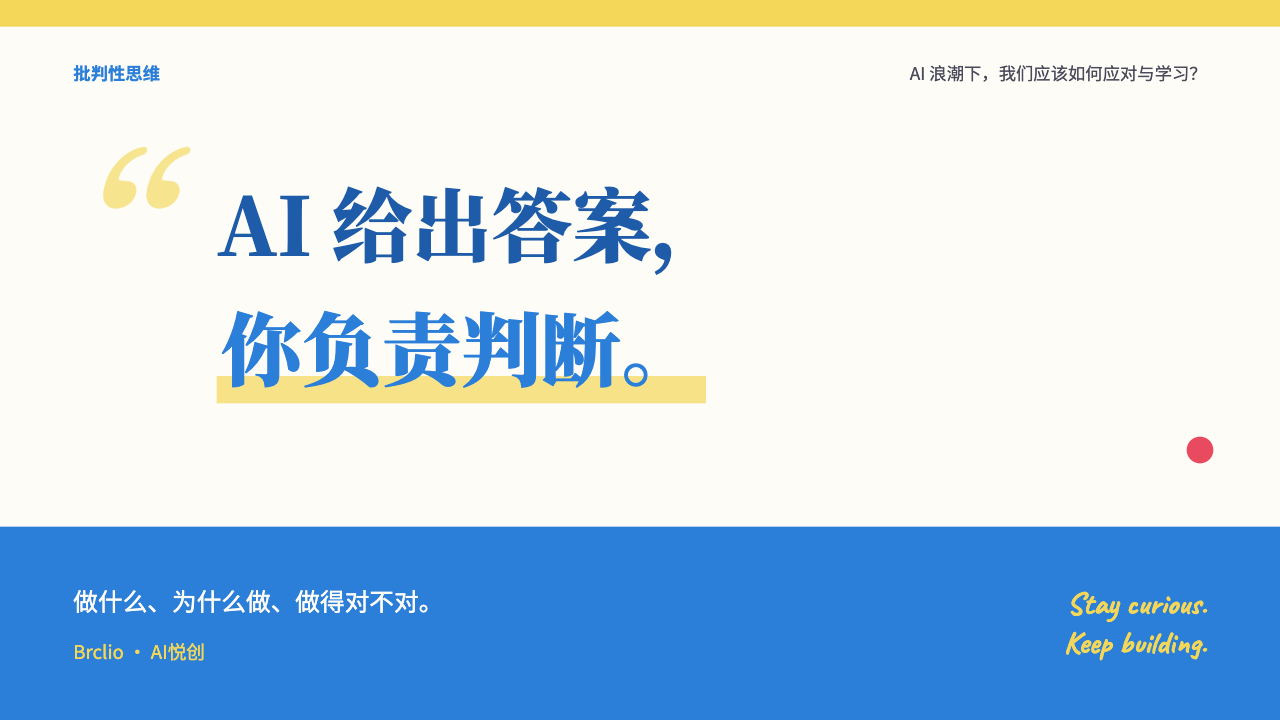 批判性思维
AI 浪潮下，我们应该如何应对与学习？
“
AI 给出答案，
你负责判断。
做什么、为什么做、做得对不对。
Brclio · AI悦创
Stay curious.
Keep building.